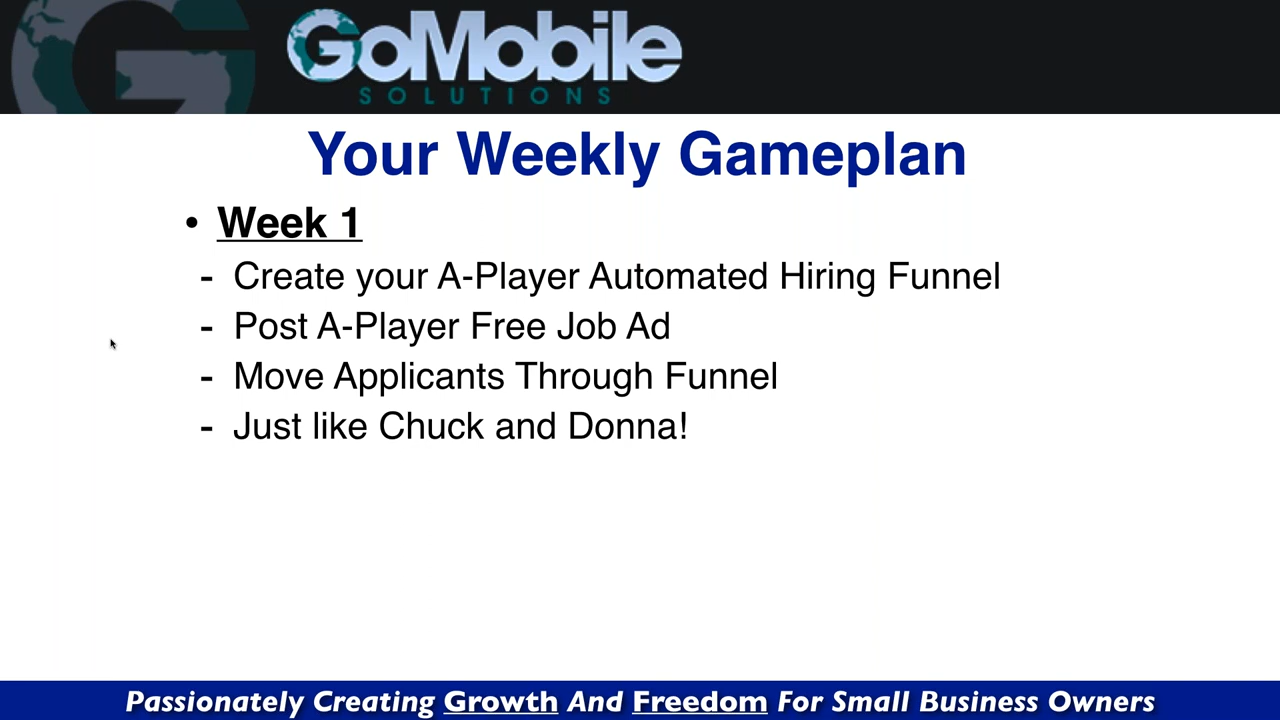 GoMobile
SOLUTIONS
Your Weekly Gameplan
• Week 1
- Create your A-Player Automated Hiring Funnel
- Post A-Player Free Job Ad
- Move Applicants Through Funnel
- Just like Chuck and Donna!
Passionately Creating Growth And Freedom For Small Business Owners